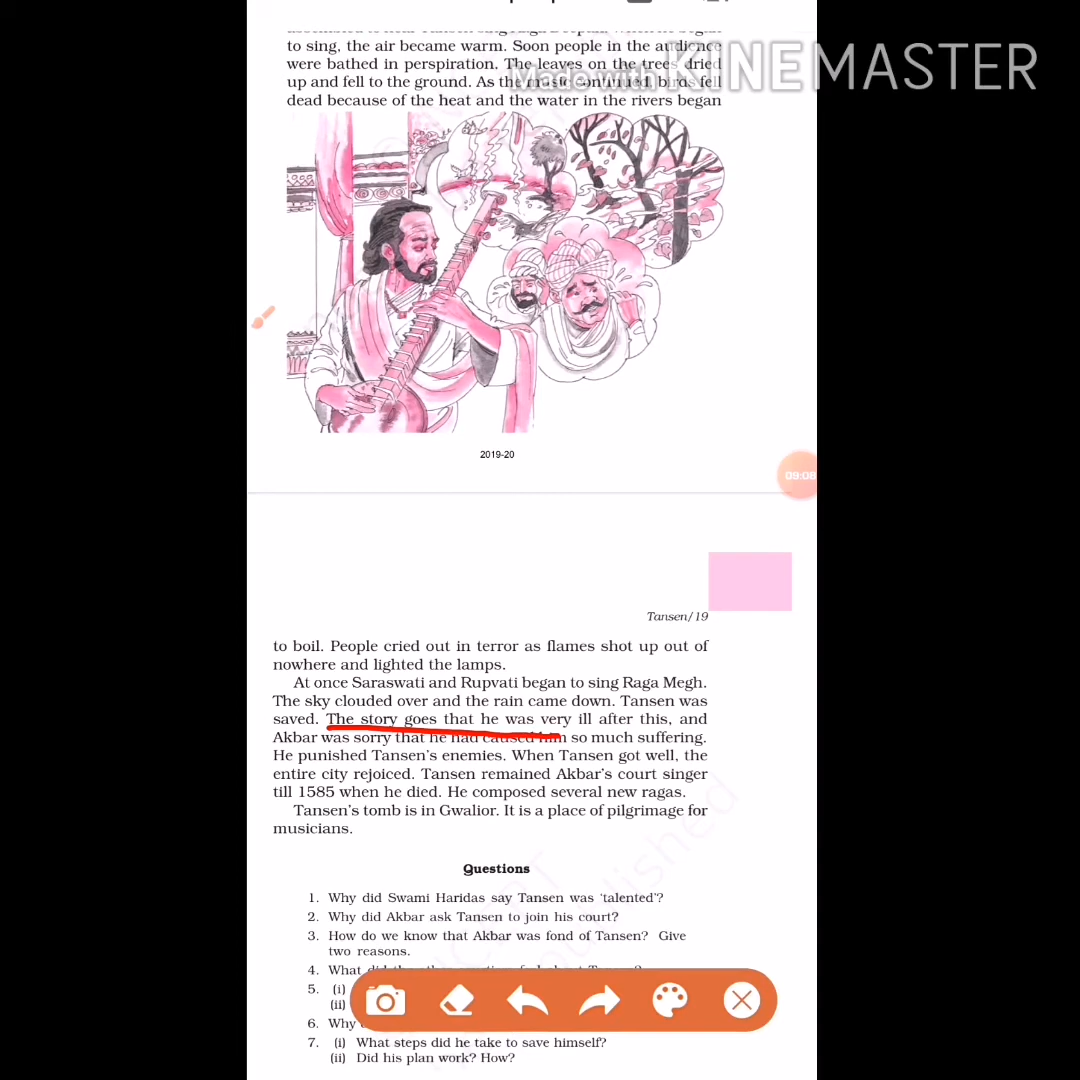 to sing, the air became warm. Soon people in the audience
were bathed in perspiration. The leaves on the trees dried
Made with KINEMASTER
up and fell to the ground. As the music continued, birds fell
dead because of the heat and the water in the rivers began
2019-20
09:08
Tansen/19
to boil. People cried out in terror as flames shot up out of
nowhere and lighted the lamps.
At once Saraswati and Rupvati began to sing Raga Megh.
The sky clouded over and the rain came down. Tansen was
saved. The story goes that he was very ill after this, and
Akbar was sorry that he had caused him so much suffering.
He punished Tansen's enemies. When Tansen got well, the
entire city rejoiced. Tansen remained Akbar's court singer
till 1585 when he died. He composed several new ragas.
Tansen's tomb is in Gwalior. It is a place of pilgrimage for
musicians.
Questions
1. Why did Swami Haridas say Tansen was 'talented'?
2. Why did Akbar ask Tansen to join his court?
3. How do we know that Akbar was fond of Tansen? Give
two reasons.
4. What
5. (i)
(ii)
6. Why
7. (i) What steps did he take to save himself?
(ii) Did his plan work? How?